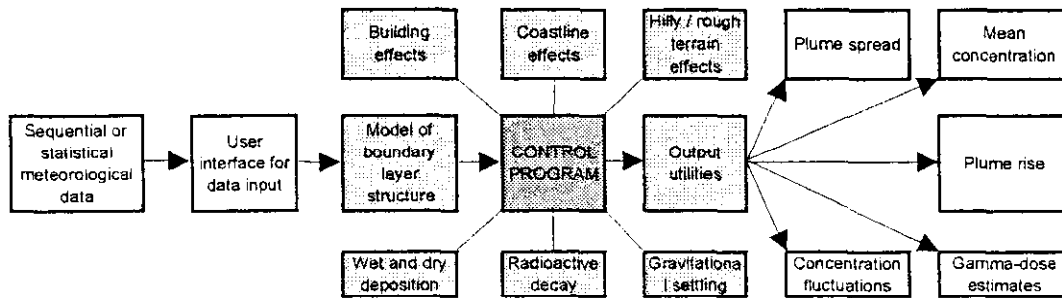 Building
effects
Coastline
effects
Hilly / rough
terrain
effects
Plume spread
Mean
concentration
Sequential or
statistical
meteorological
data
User
interface for
data input
Model of
boundary
layer
structure
CONTROL
PROGRAM
Output
utilities
Plume rise
Wet and dry
deposition
Radioactive
decay
Gravitationa
l settling
Concentration
fluctuations
Gamma-dose
estimates